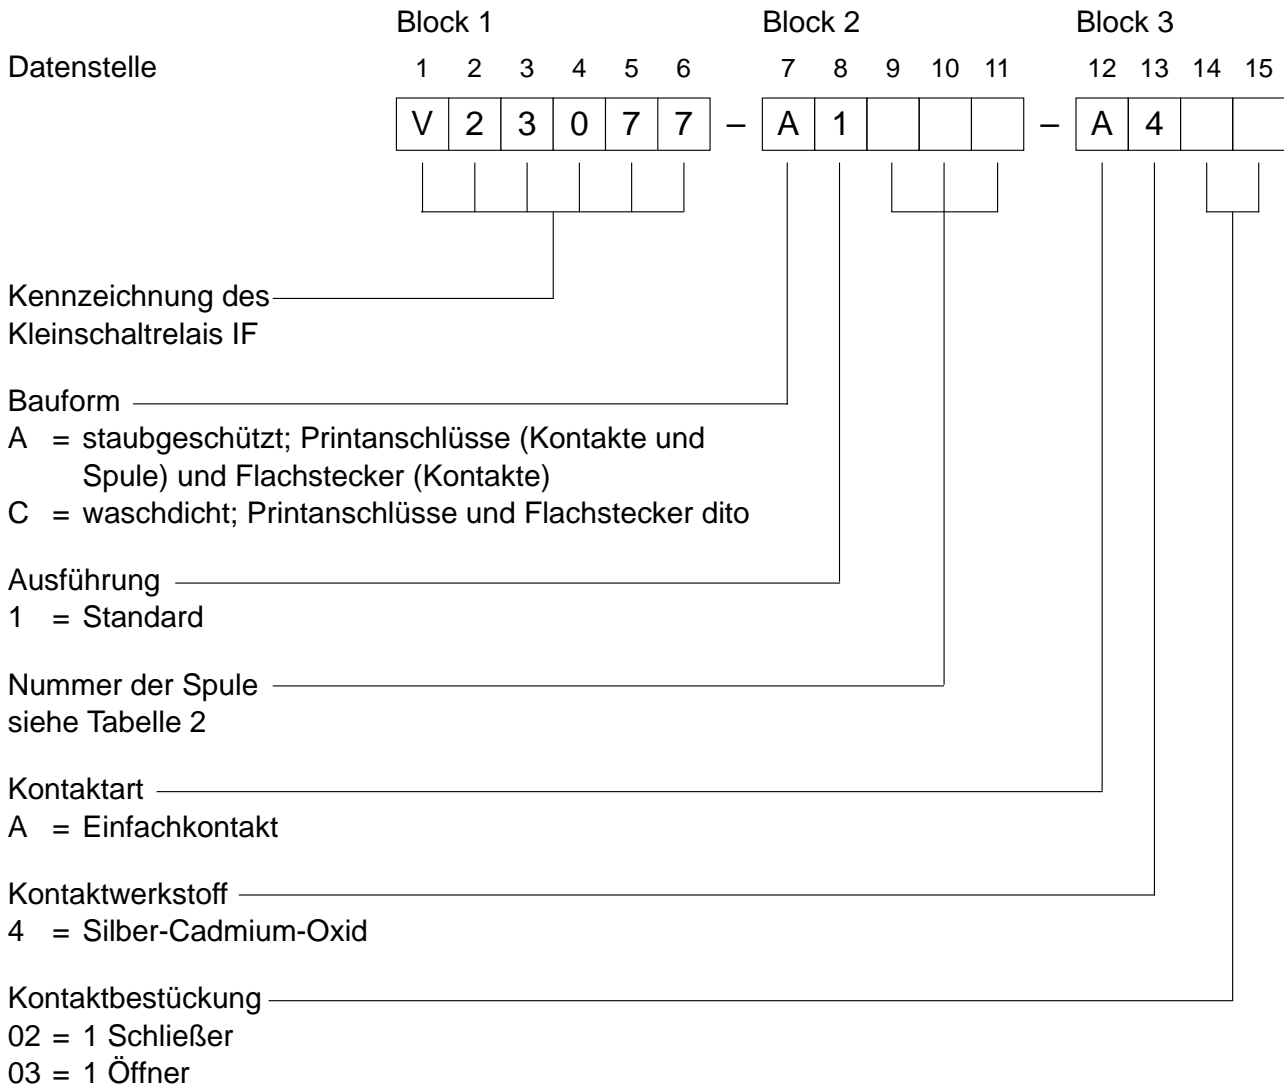 Block 1 Block 2 Block 3
Datenstelle 1 2 3 4 5 6 7 8 9 10 11 12 13 14 15
V 2 3 0 7 7 – A 1 – A 4
Kennzeichnung des
Kleinschaltrelais IF
Bauform
A = staubgeschützt; Printanschlüsse (Kontakte und
Spule) und Flachstecker (Kontakte)
C = waschdicht; Printanschlüsse und Flachstecker dito
Ausführung
1 = Standard
Nummer der Spule
siehe Tabelle 2
Kontaktart
A = Einfachkontakt
Kontaktwerkstoff
4 = Silber-Cadmium-Oxid
Kontaktbestückung
02 = 1 Schließer
03 = 1 Öffner